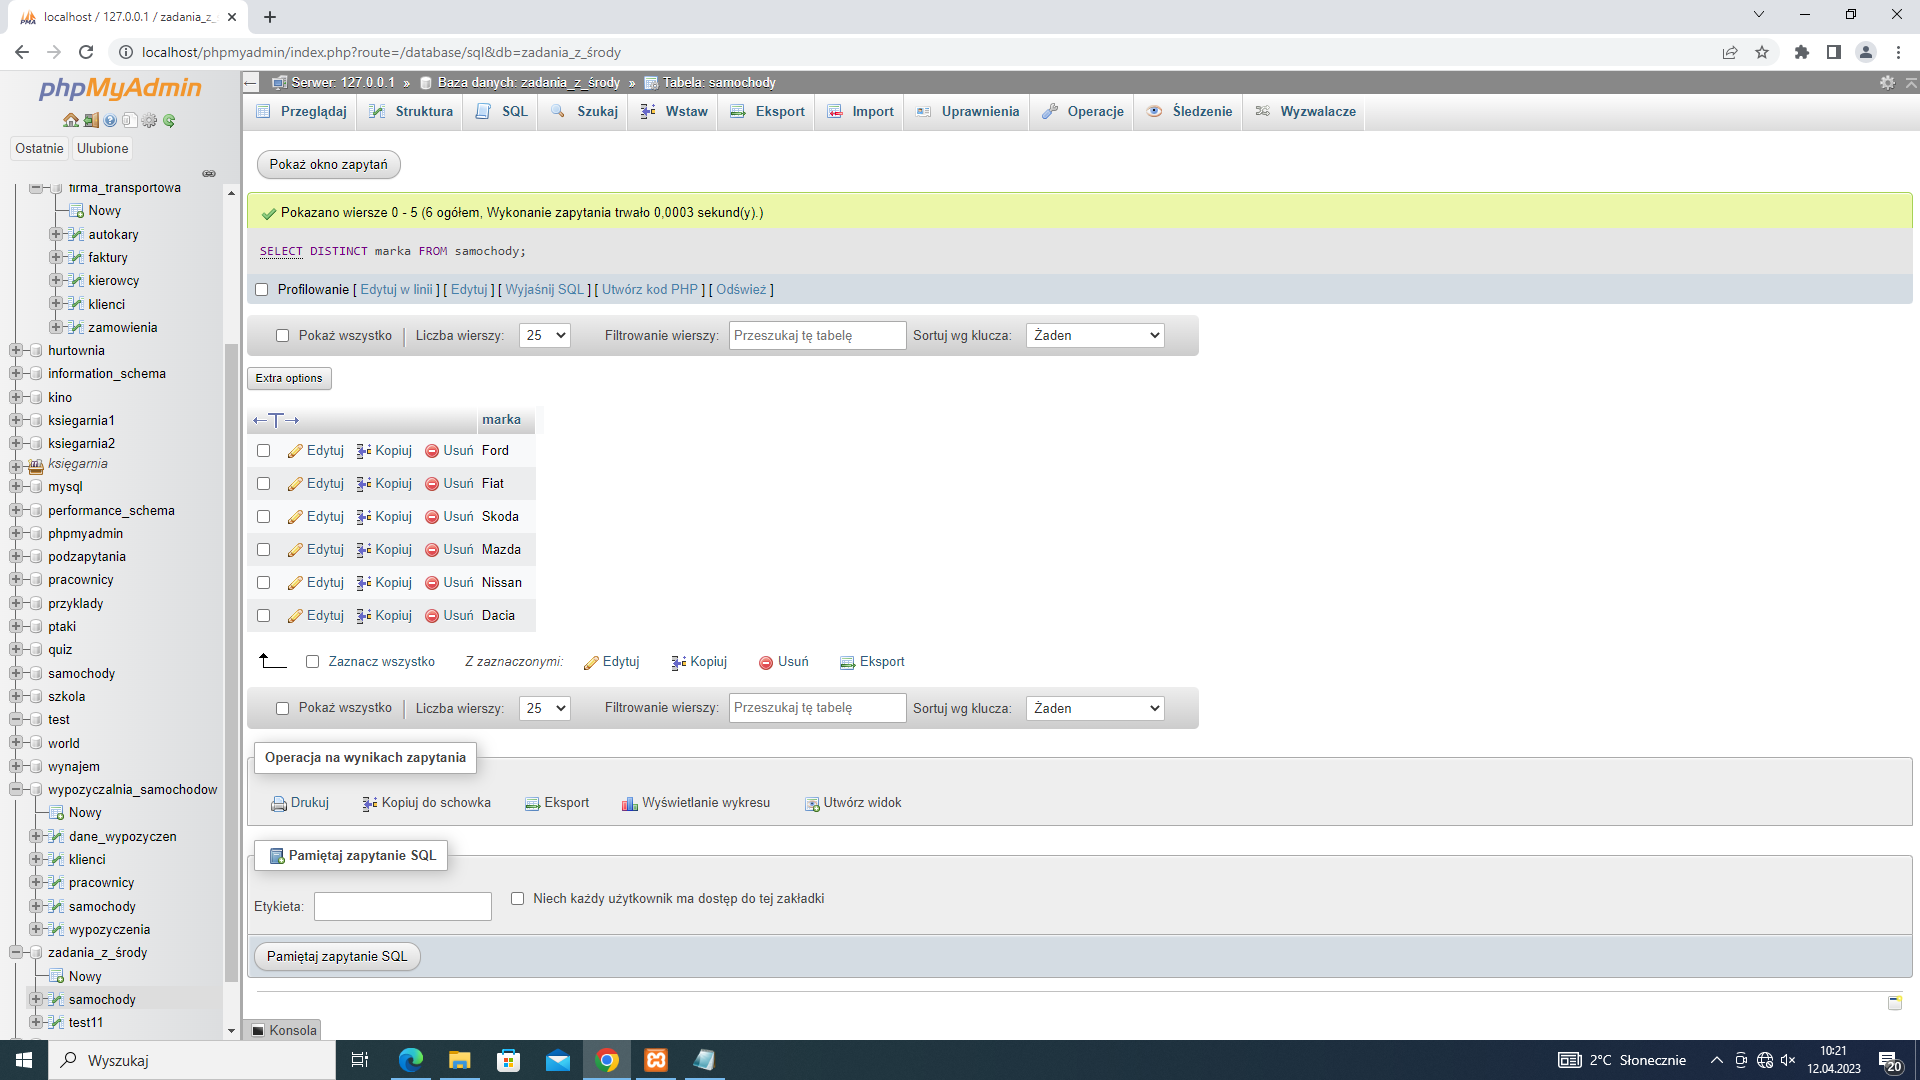 localhost / 127.0.0.1 / zadania_z_
localhost/phpmyadmin/index.php?route=/database/sql&db=zadania_z_środy
phpMyAdmin
Ostatnie
Ulubione
firma_transportowa
Nowy
autokary
faktury
kierowcy
klienci
zamowienia
hurtownia
information_schema
kino
ksiegarnia1
ksiegarnia2
księgarnia
mysql
performance_schema
phpmyadmin
podzapytania
pracownicy
przyklady
ptaki
quiz
samochody
szkola
test
world
wynajem
wypozyczalnia_samochodow
Nowy
dane_wypozyczen
klienci
pracownicy
samochody
wypozyczenia
zadania_z_środy
Nowy
samochody
test11
Serwer: 127.0.0.1 » Baza danych: zadania_z_środy » Tabela: samochody
Przeglądaj Struktura SQL Szukaj Wstaw Eksport Import Uprawnienia Operacje Śledzenie Wyzwalacze
Pokaż okno zapytań
Pokazano wiersze 0 - 5 (6 ogółem, Wykonanie zapytania trwało 0,0003 sekund(y).)
SELECT DISTINCT marka FROM samochody;
Profilowanie [ Edytuj w linii ] [ Edytuj ] [ Wyjaśnij SQL ] [ Utwórz kod PHP ] [ Odśwież ]
Pokaż wszystko Liczba wierszy: 25 Filtrowanie wierszy: Przeszukaj tę tabelę Sortuj wg klucza: Żaden
Extra options
←T→ marka
Edytuj Kopiuj Usuń Ford
Edytuj Kopiuj Usuń Fiat
Edytuj Kopiuj Usuń Skoda
Edytuj Kopiuj Usuń Mazda
Edytuj Kopiuj Usuń Nissan
Edytuj Kopiuj Usuń Dacia
Zaznacz wszystko Z zaznaczonymi: Edytuj Kopiuj Usuń Eksport
Pokaż wszystko Liczba wierszy: 25 Filtrowanie wierszy: Przeszukaj tę tabelę Sortuj wg klucza: Żaden
Operacja na wynikach zapytania
Drukuj Kopiuj do schowka Eksport Wyświetlanie wykresu Utwórz widok
Pamiętaj zapytanie SQL
Etykieta: Niech każdy użytkownik ma dostęp do tej zakładki
Pamiętaj zapytanie SQL
Konsola
Wyszukaj
2°C Słonecznie
10:21
12.04.2023
20